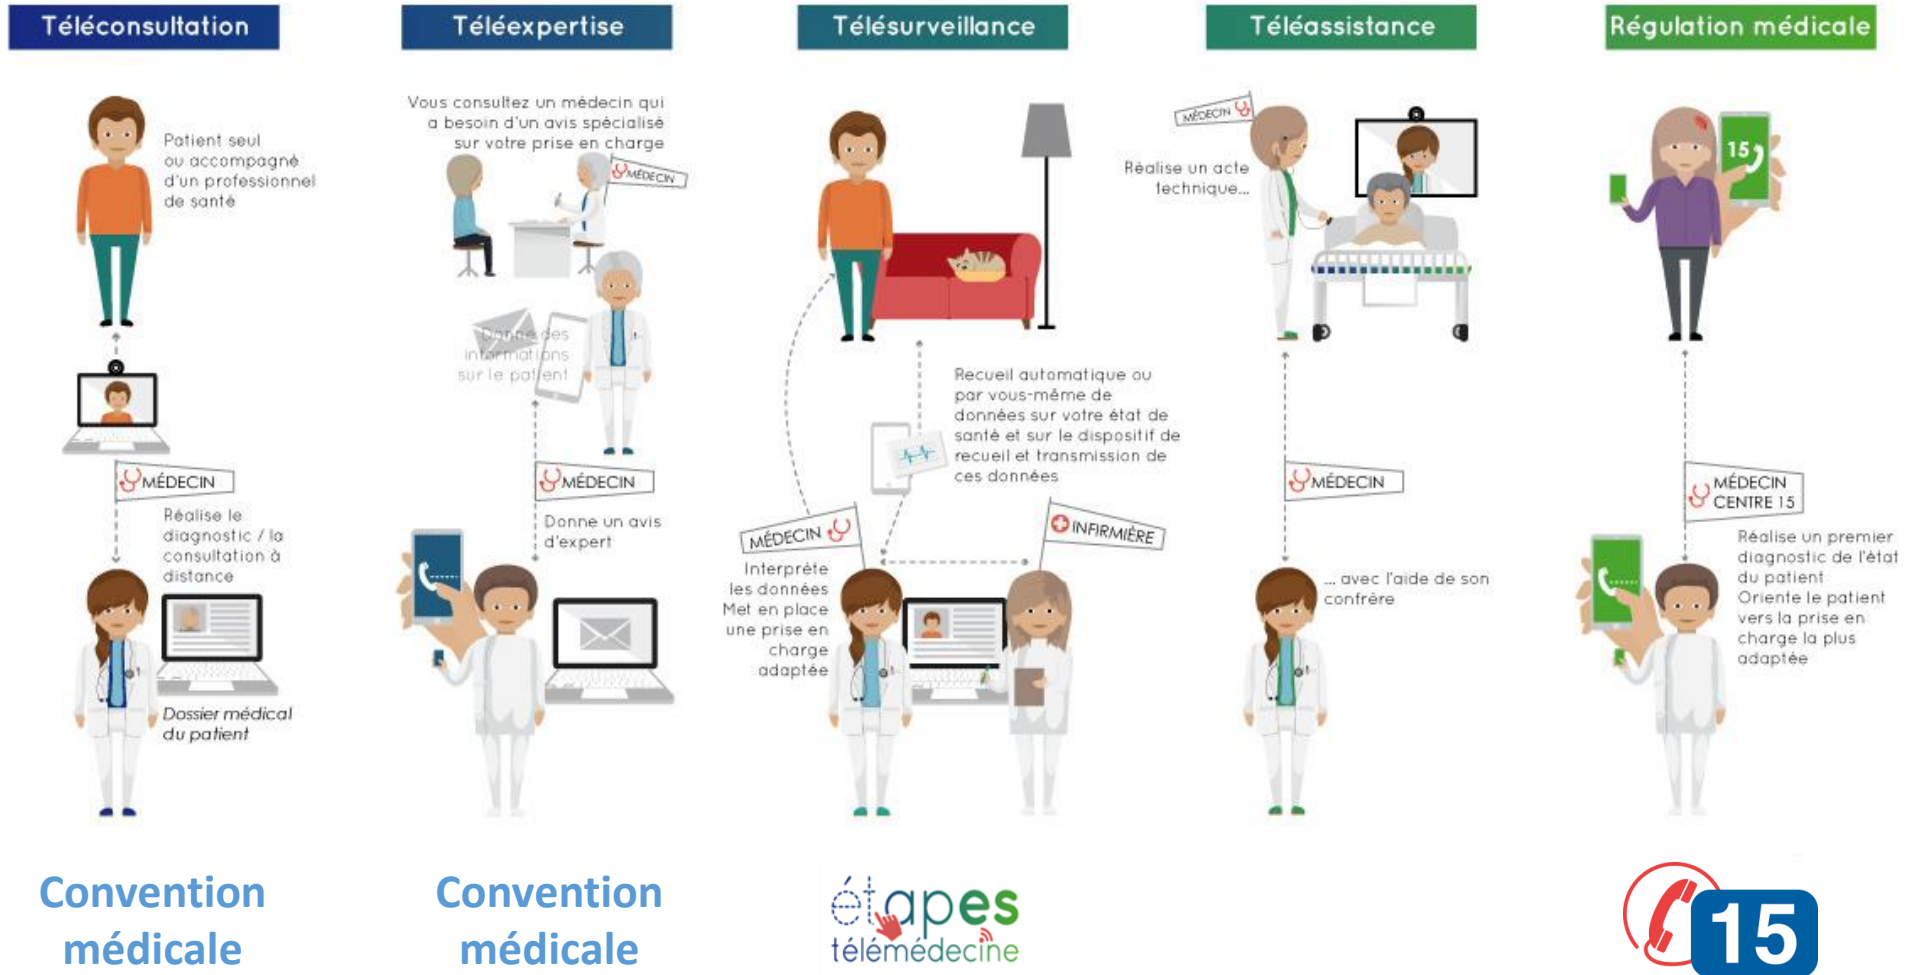 Téléconsultation
Patient seul
ou accompagné
d'un professionnel
de santé
MÉDECIN
Réalise le
diagnostic / la
consultation à
distance
Dossier médical
du patient
Convention
médicale
Téléexpertise
Vous consultez un médecin qui
a besoin d'un avis spécialisé
sur votre prise en charge
MÉDECIN
Donne des
informations
sur le patient
MÉDECIN
Donne un avis
d'expert
Convention
médicale
Télésurveillance
Recueil automatique ou
par vous-même de
données sur votre état de
santé et sur le dispositif de
recueil et transmission de
ces données
MÉDECIN
Interprète
les données
Met en place
une prise en
charge
adaptée
INFIRMIÈRE
étapes
télémédecine
Téléassistance
MÉDECIN
Réalise un acte
technique...
MÉDECIN
... avec l'aide de son
confrère
Régulation médicale
15
MÉDECIN
CENTRE 15
Réalise un premier
diagnostic de l'état
du patient
Oriente le patient
vers la prise en
charge la plus
adaptée
15